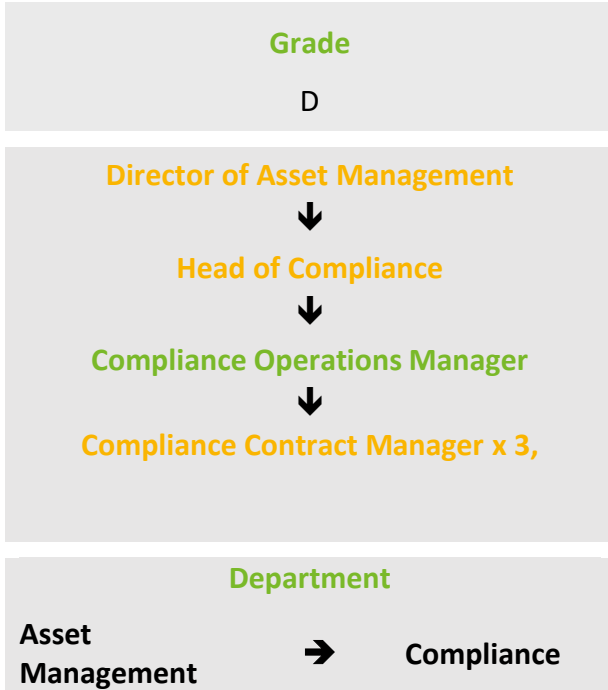 Grade
D
Director of Asset Management
🡻
Head of Compliance
🡻
Compliance Operations Manager
🡻
Compliance Contract Manager x 3,
Department
Asset
Management 🡺 Compliance